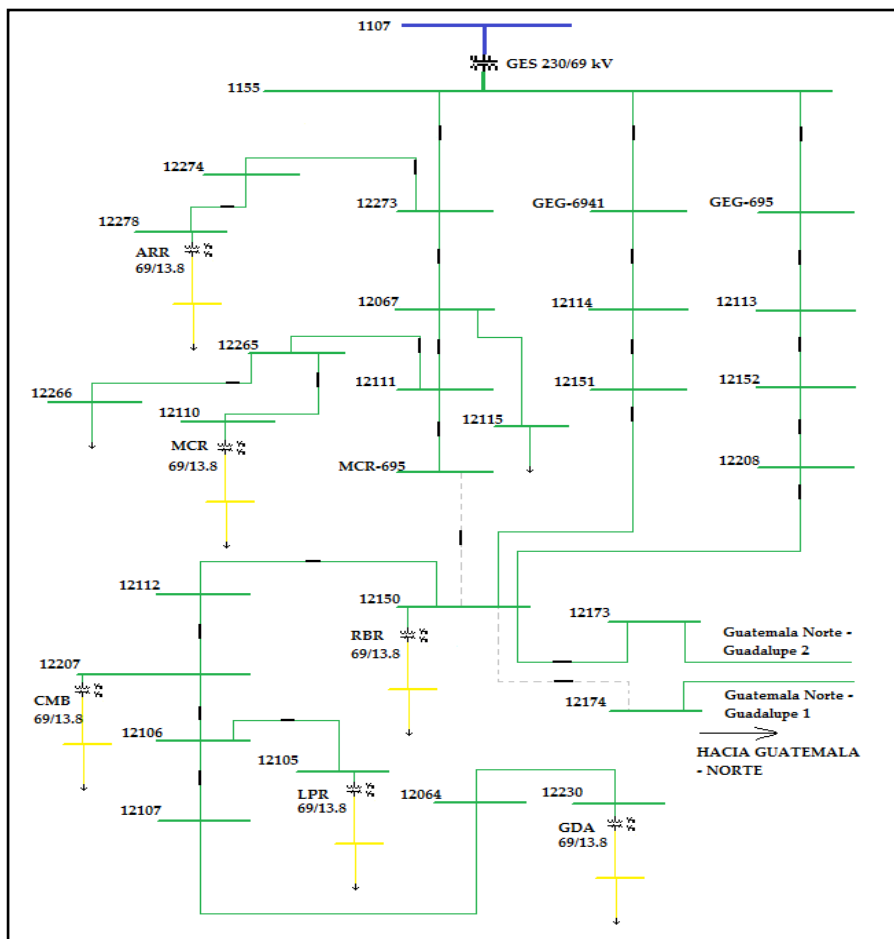 1107
GES 230/69 kV
1155
12274
12278
12273
GEG-6941
GEG-695
ARR
69/13.8
12067
12114
12113
12265
12266
12111
12151
12152
12110
12115
MCR
69/13.8
MCR-695
12208
12112
12150
12173
Guatemala Norte -
Guadalupe 2
RBR
69/13.8
12207
CMB
69/13.8
12174
Guatemala Norte -
Guadalupe 1
HACIA GUATEMALA
- NORTE
12106
12105
LPR
69/13.8
12107
12064
12230
GDA
69/13.8